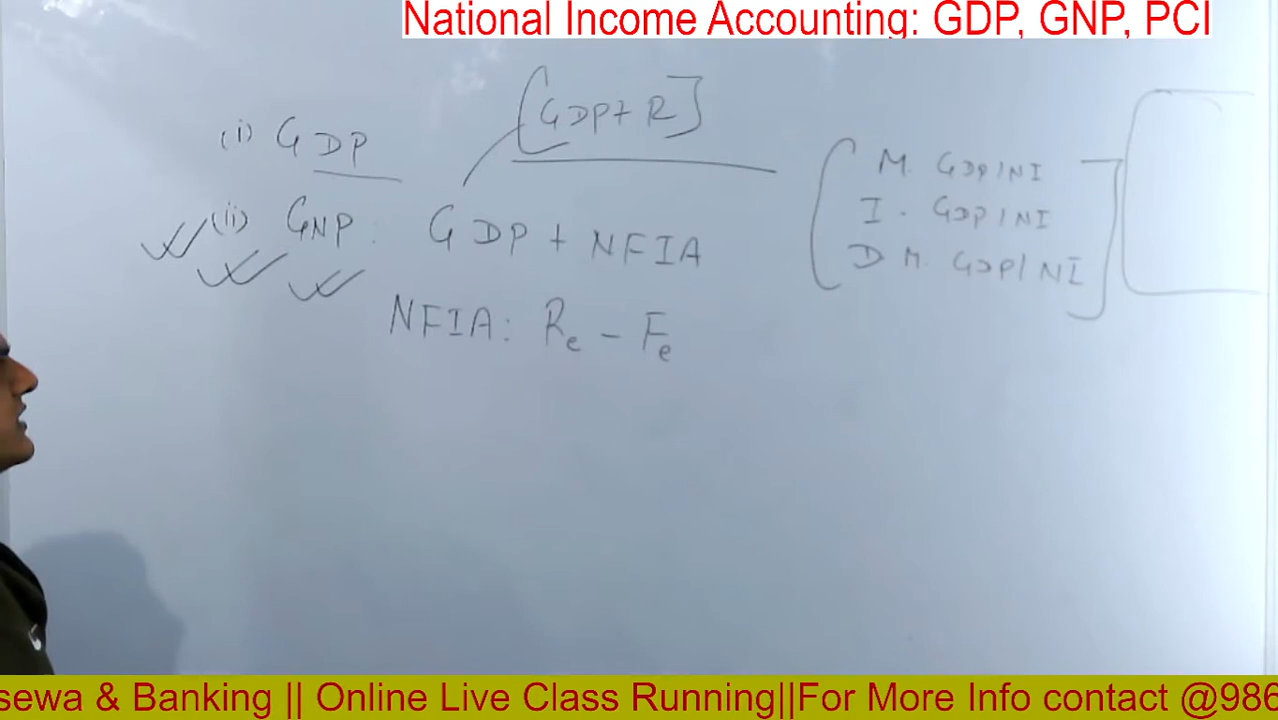 National Income Accounting: GDP, GNP, PCI
[GDP+R]
(i) GDP
(ii) GNP: GDP + NFIA
NFIA: Re - Fe
M. GDP/NI
I. GDP/NI
D M. GDP/NI
sewa & Banking || Online Live Class Running||For More Info contact @986